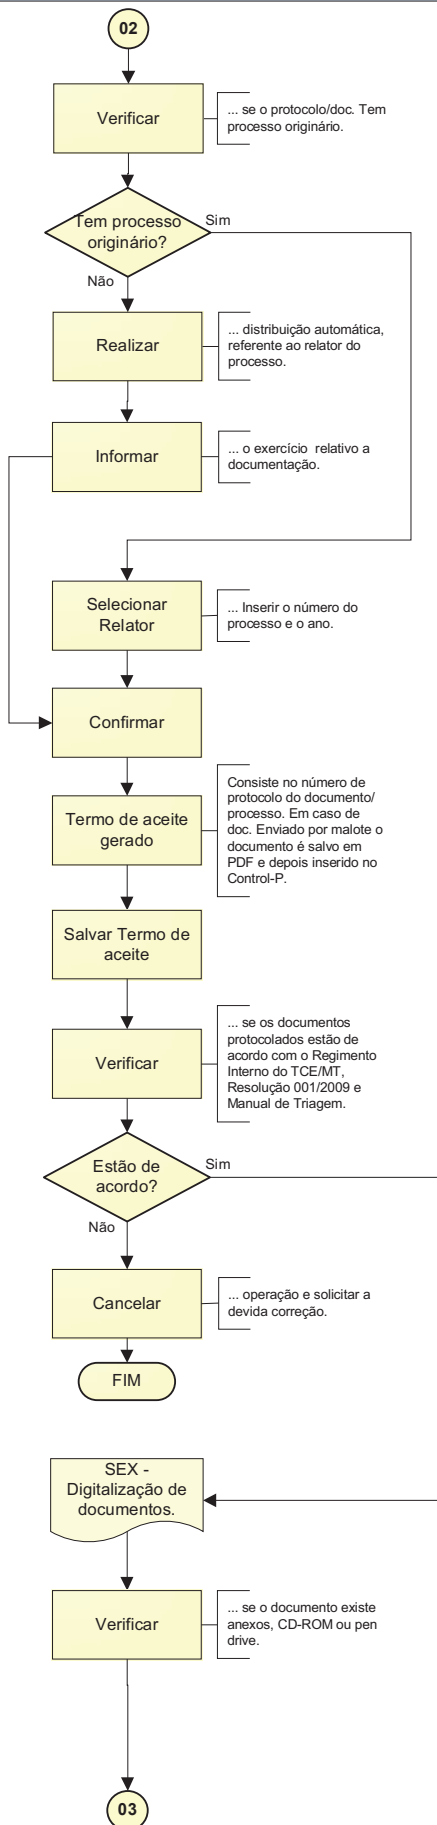 02
Verificar
... se o protocolo/doc. Tem
processo originário.
Tem processo
originário?
Sim
Não
Realizar
... distribuição automática,
referente ao relator do
processo.
Informar
... o exercício relativo a
documentação.
Selecionar
Relator
... Inserir o número do
processo e o ano.
Confirmar
Termo de aceite
gerado
Consiste no número de
protocolo do documento/
processo. Em caso de
doc. Enviado por malote o
documento é salvo em
PDF e depois inserido no
Control-P.
Salvar Termo de
aceite
Verificar
... se os documentos
protocolados estão de
acordo com o Regimento
Interno do TCE/MT,
Resolução 001/2009 e
Manual de Triagem.
Estão de
acordo?
Sim
Não
Cancelar
... operação e solicitar a
devida correção.
FIM
SEX -
Digitalização de
documentos.
Verificar
... se o documento existe
anexos, CD-ROM ou pen
drive.
03